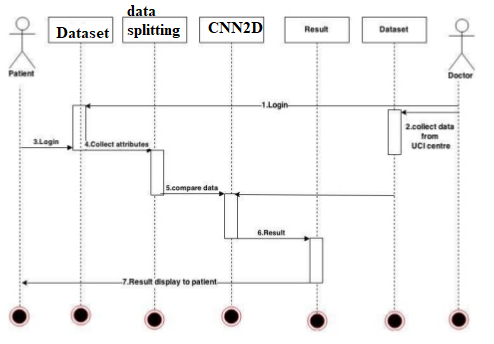 Dataset
data
splitting
CNN2D
Result
Dataset
Patient
Doctor
1.Login
2.collect data
from
UCI centre
3.Login
4.Collect attributes
5.compare data
6.Result
7.Result display to patient